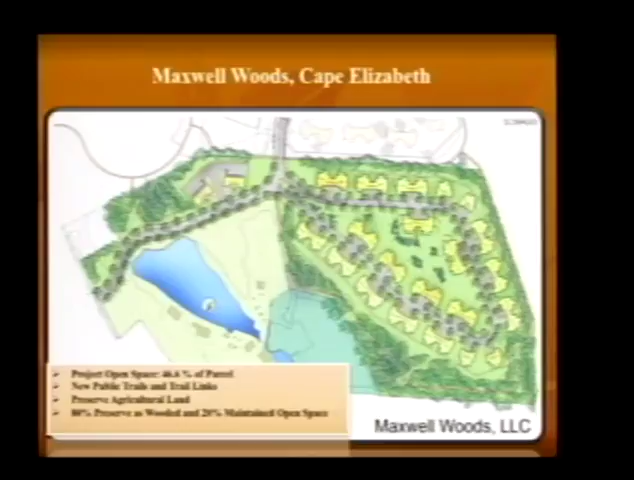 Maxwell Woods, Cape Elizabeth
Project Open Space: 46.6 % of Parcel
New Public Trails and Trail Links
Preserve Agricultural Land
80% Preserve as Wooded and 20% Maintained Open Space
Maxwell Woods, LLC